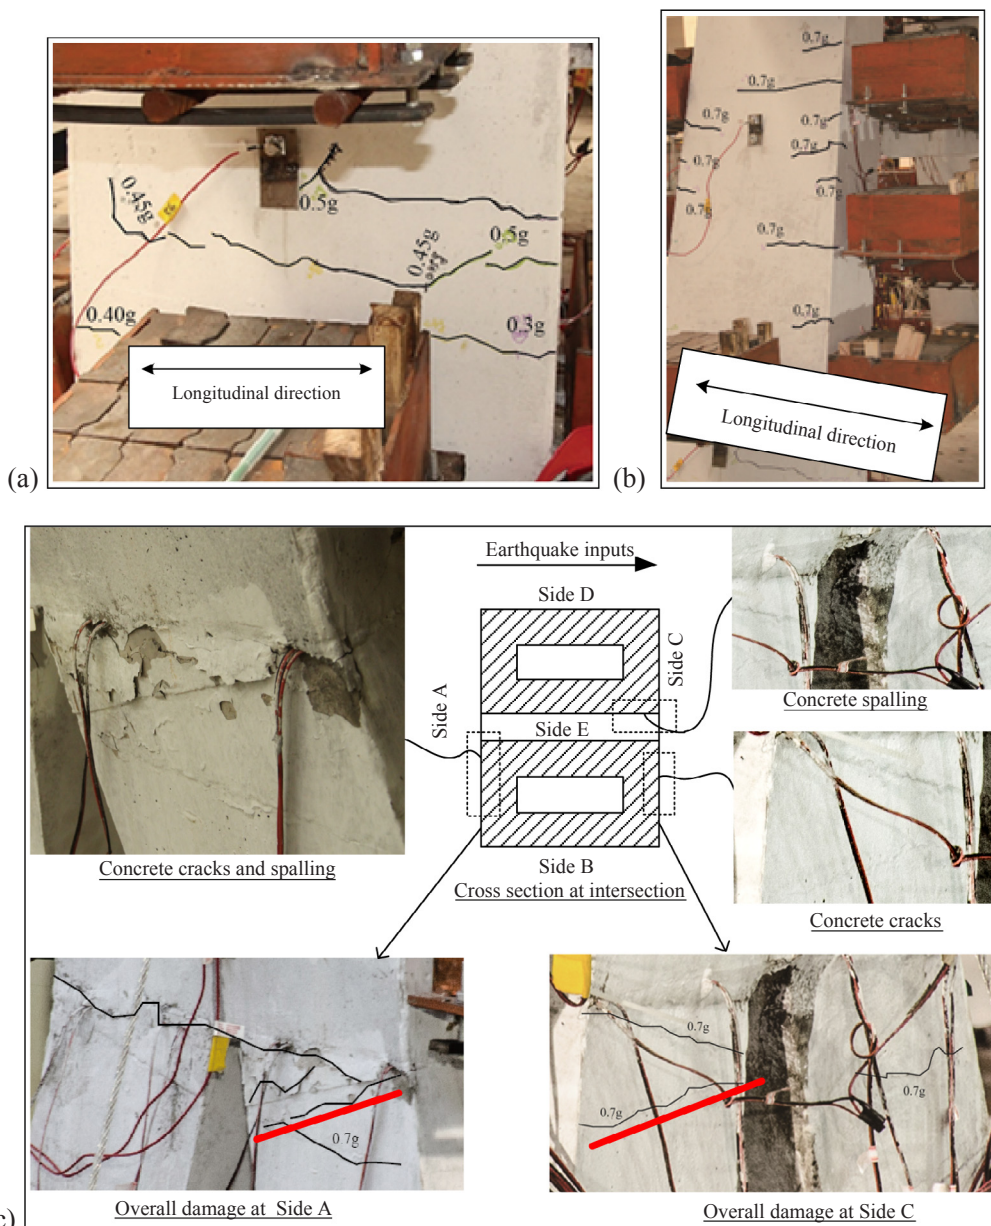 0.45g
0.5g
0.45g
0.5g
0.40g
0.3g
Longitudinal direction
(a)
0.7g
0.7g
0.7g
0.7g
0.7g
0.7g
0.7g
0.7g
0.7g
0.7g
Longitudinal direction
(b)
Earthquake inputs
Side D
Side C
Side A
Side E
Side B
Cross section at intersection
Concrete cracks and spalling
Concrete spalling
Concrete cracks
0.7g
Overall damage at Side A
0.7g
0.7g
0.7g
Overall damage at Side C
c)